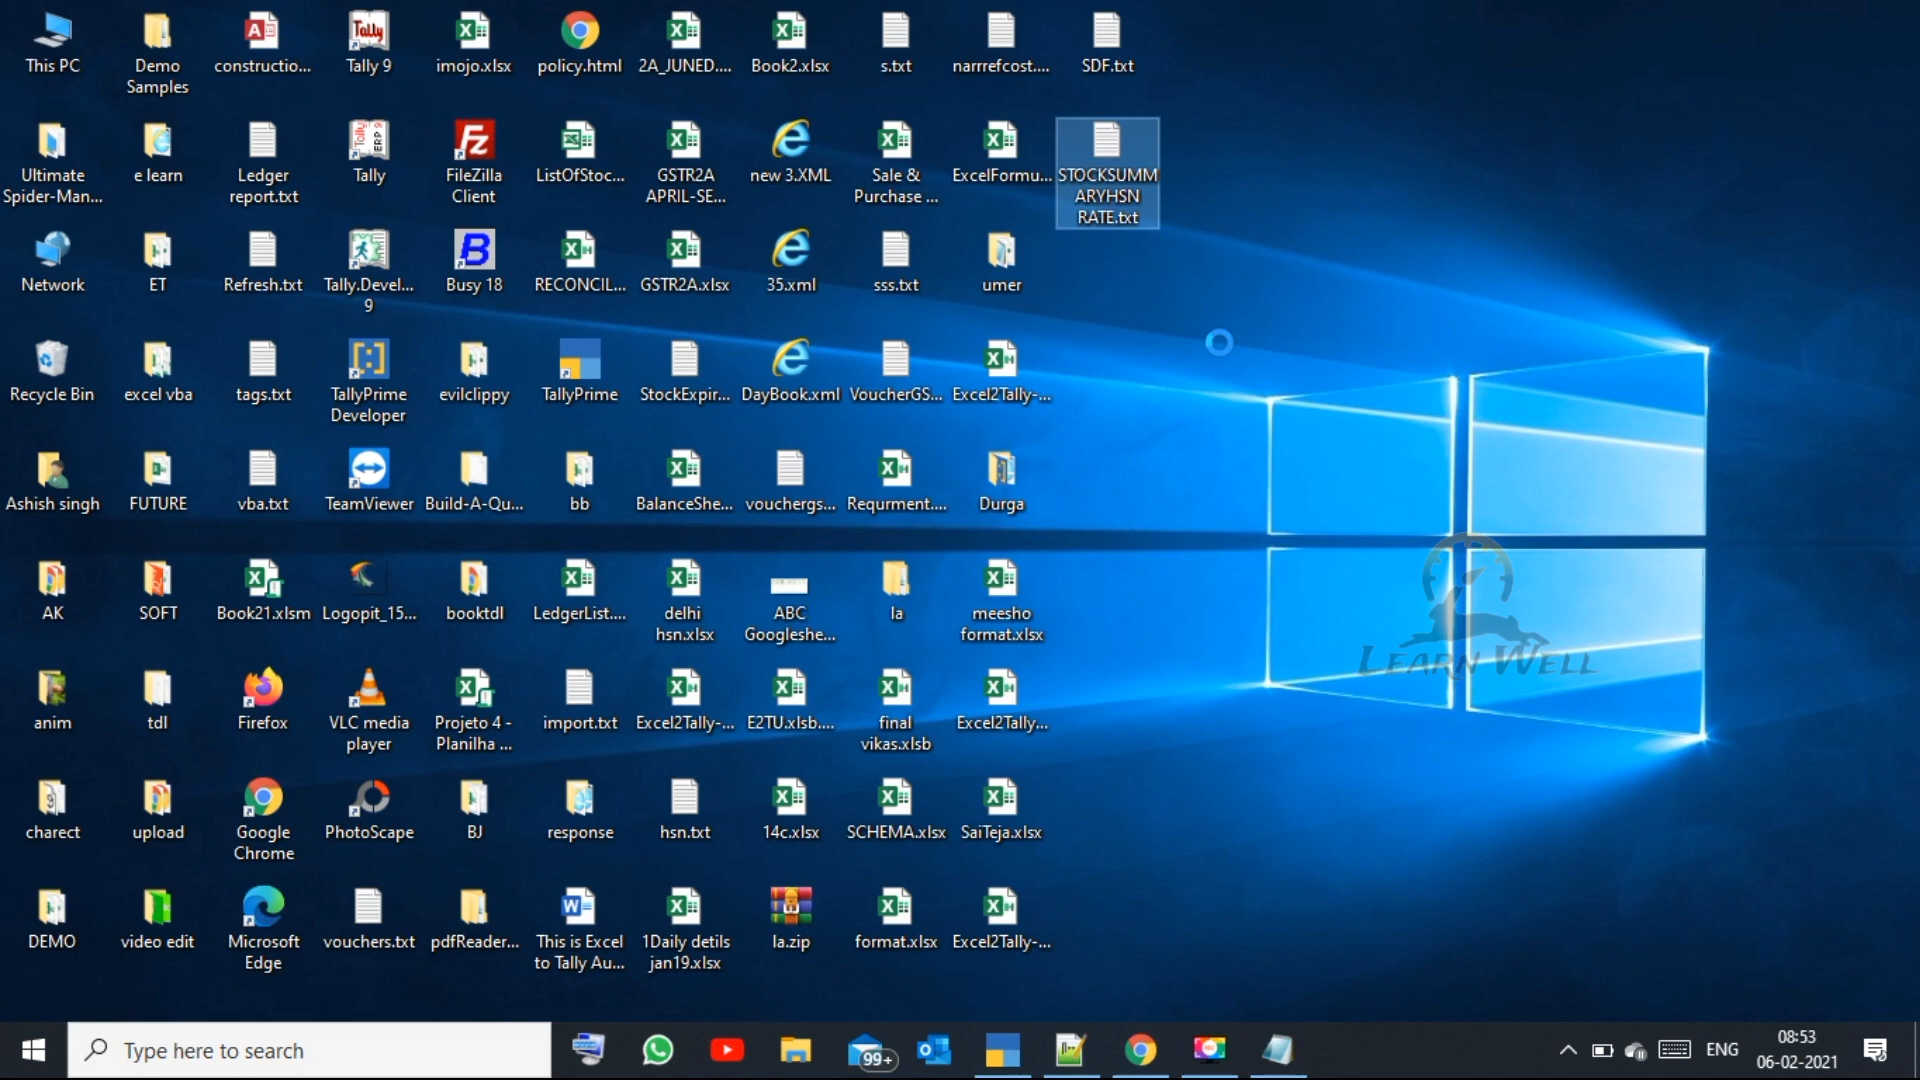 This PC
Demo
Samples
constructio...
Tally 9
imojo.xlsx
policy.html
2A_JUNED....
Book2.xlsx
s.txt
narrrefcost....
SDF.txt
Ultimate
Spider-Man...
e learn
Ledger
report.txt
Tally
FileZilla
Client
ListOfStoc...
GSTR2A
APRIL-SE...
new 3.XML
Sale &
Purchase ...
ExcelFormu...
STOCKSUMM
ARYHSN
RATE.txt
Network
ET
Refresh.txt
Tally.Devel...
9
Busy 18
RECONCIL...
GSTR2A.xlsx
35.xml
sss.txt
umer
Recycle Bin
excel vba
tags.txt
TallyPrime
Developer
evilclippy
TallyPrime
StockExpir...
DayBook.xml
VoucherGS...
Excel2Tally-...
Ashish singh
FUTURE
vba.txt
TeamViewer
Build-A-Qu...
bb
BalanceShe...
vouchergs...
Requrment....
Durga
AK
SOFT
Book21.xlsm
Logopit_15...
booktdl
LedgerList....
delhi
hsn.xlsx
ABC
Googleshe...
la
meesho
format.xlsx
anim
tdl
Firefox
VLC media
player
Projeto 4 -
Planilha ...
import.txt
Excel2Tally-...
E2TU.xlsb....
final
vikas.xlsb
Excel2Tally...
LEARN WELL
charect
upload
Google
Chrome
PhotoScape
BJ
response
hsn.txt
14c.xlsx
SCHEMA.xlsx
SaiTeja.xlsx
DEMO
video edit
Microsoft
Edge
vouchers.txt
pdfReader...
This is Excel
to Tally Au...
1Daily detils
jan19.xlsx
la.zip
format.xlsx
Excel2Tally-...
Type here to search
99+
ENG
08:53
06-02-2021